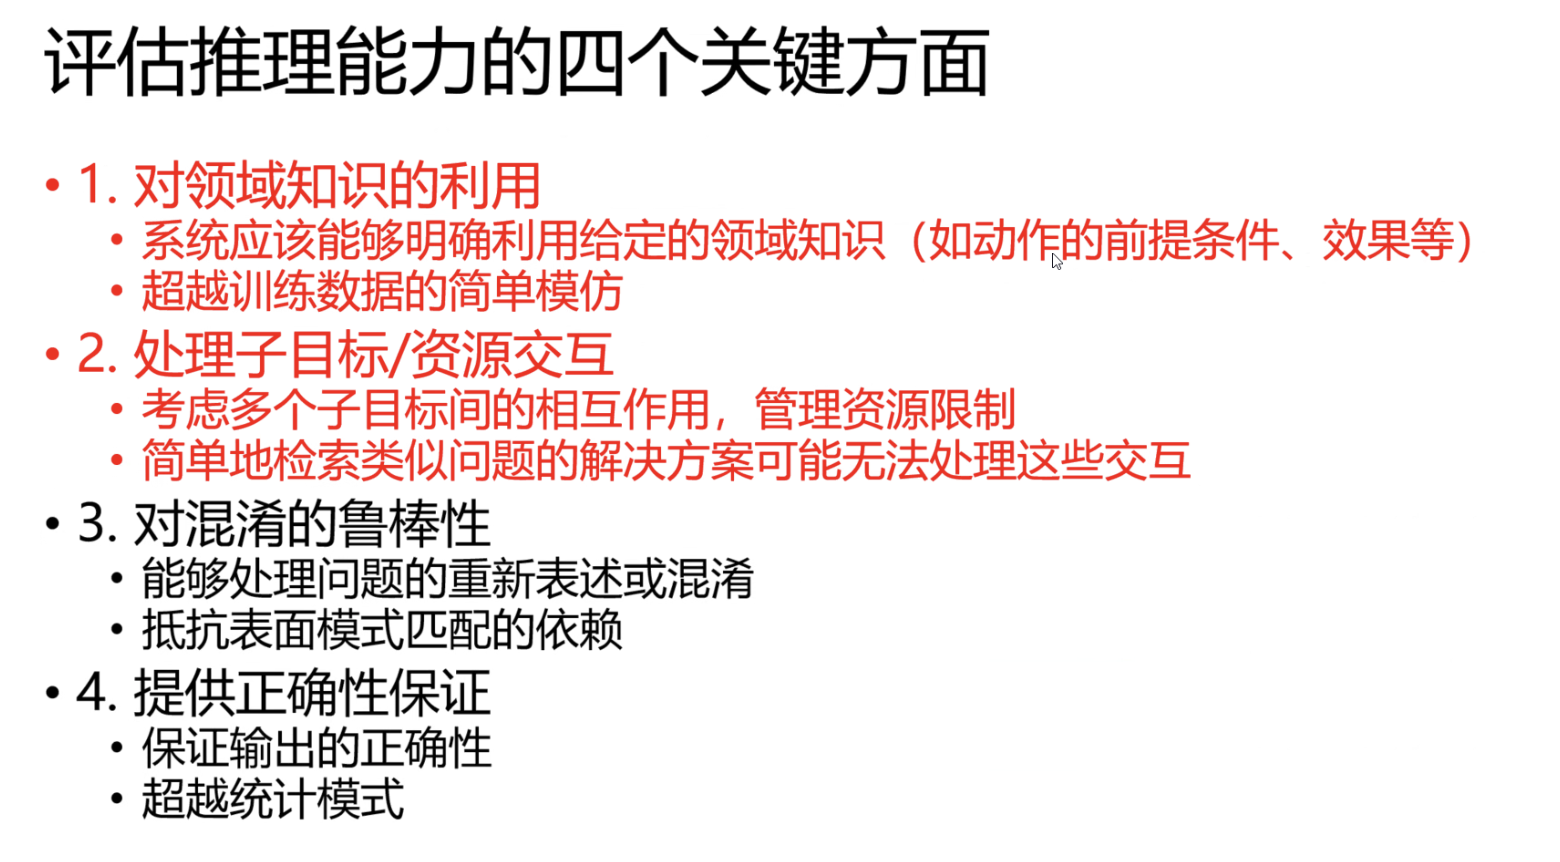 评估推理能力的四个关键方面
• 1. 对领域知识的利用
• 系统应该能够明确利用给定的领域知识（如动作的前提条件、效果等）
• 超越训练数据的简单模仿
• 2. 处理子目标/资源交互
• 考虑多个子目标间的相互作用，管理资源限制
• 简单地检索类似问题的解决方案可能无法处理这些交互
• 3. 对混淆的鲁棒性
• 能够处理问题的重新表述或混淆
• 抵抗表面模式匹配的依赖
• 4. 提供正确性保证
• 保证输出的正确性
• 超越统计模式